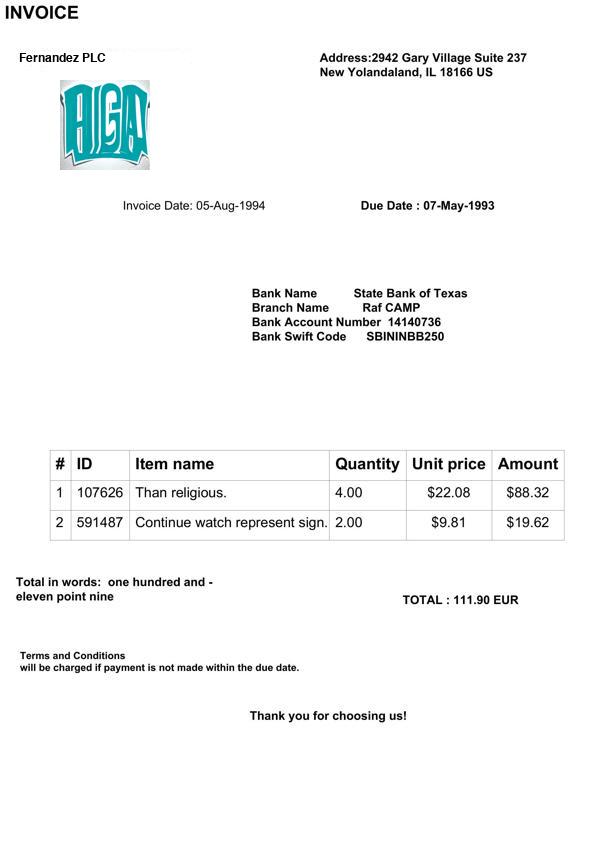 INVOICE
Fernandez PLC
Address:2942 Gary Village Suite 237
New Yolandaland, IL 18166 US
Invoice Date: 05-Aug-1994
Due Date : 07-May-1993
Bank Name State Bank of Texas
Branch Name Raf CAMP
Bank Account Number 14140736
Bank Swift Code SBININBB250
# ID Item name Quantity Unit price Amount
1 107626 Than religious. 4.00 $22.08 $88.32
2 591487 Continue watch represent sign. 2.00 $9.81 $19.62
Total in words: one hundred and -
eleven point nine
TOTAL : 111.90 EUR
Terms and Conditions
will be charged if payment is not made within the due date.
Thank you for choosing us!